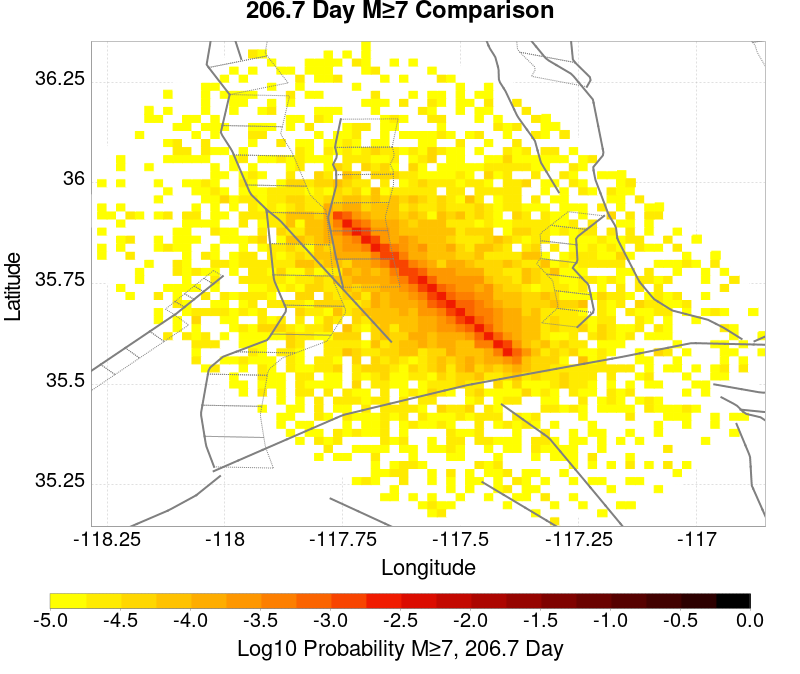 206.7 Day M≥7 Comparison
36.25
36
35.75
35.5
35.25
Latitude
-118.25 -118 -117.75 -117.5 -117.25 -117
Longitude
-5.0 -4.5 -4.0 -3.5 -3.0 -2.5 -2.0 -1.5 -1.0 -0.5 0.0
Log10 Probability M≥7, 206.7 Day